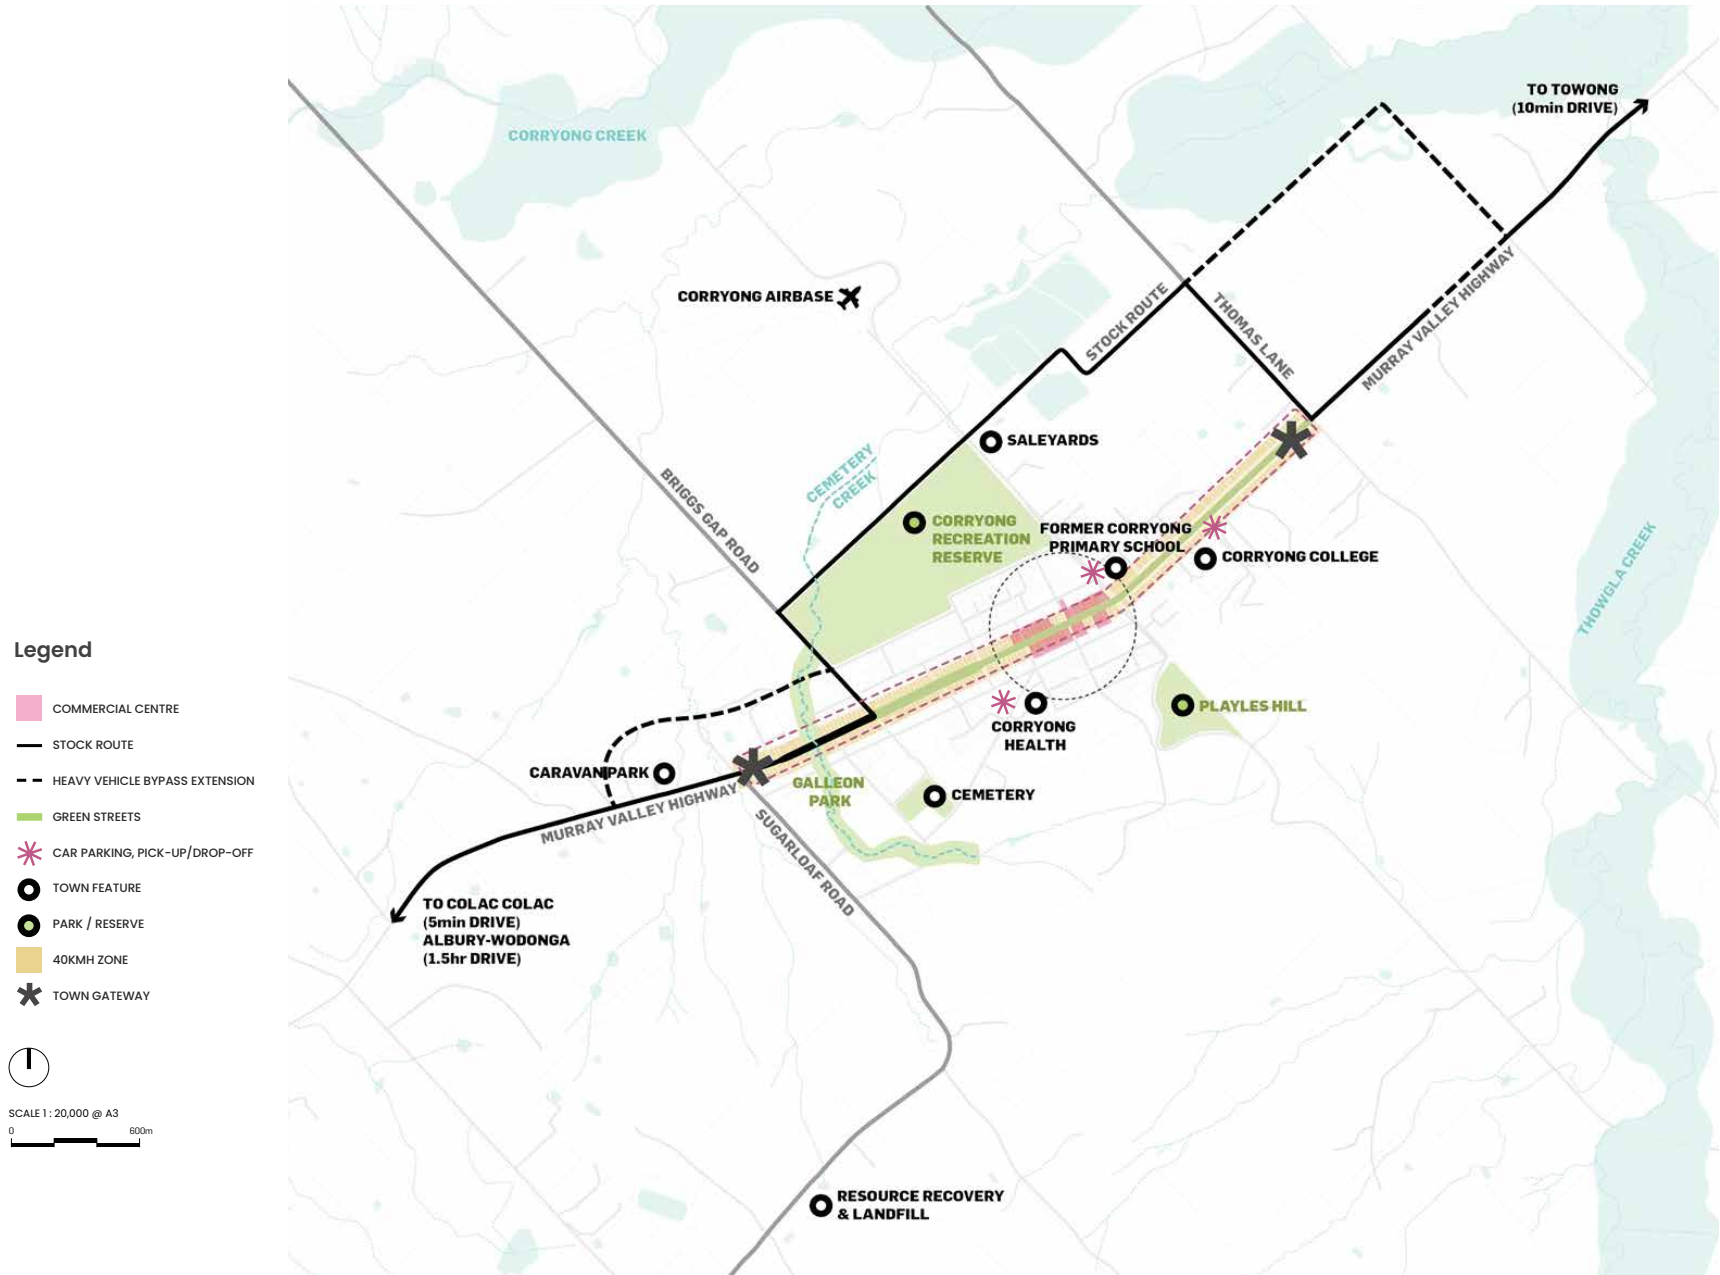 TO TOWONG
(10min DRIVE)
CORRYONG CREEK
CORRYONG AIRBASE
STOCK ROUTE
THOMAS LANE
MURRAY VALLEY HIGHWAY
SALEYARDS
CEMETERY
CREEK
BRIGGS GAP ROAD
CORRYONG
RECREATION
RESERVE
FORMER CORRYONG
PRIMARY SCHOOL
CORRYONG COLLEGE
THOWGLA CREEK
PLAYLES HILL
CORRYONG
HEALTH
CARAVAN PARK
GALLEON
PARK
CEMETERY
MURRAY VALLEY HIGHWAY
SUGARLOAF ROAD
TO COLAC COLAC
(5min DRIVE)
ALBURY-WODONGA
(1.5hr DRIVE)
RESOURCE RECOVERY
& LANDFILL
Legend
COMMERCIAL CENTRE
STOCK ROUTE
HEAVY VEHICLE BYPASS EXTENSION
GREEN STREETS
CAR PARKING, PICK-UP/DROP-OFF
TOWN FEATURE
PARK / RESERVE
40KMH ZONE
TOWN GATEWAY
SCALE 1 : 20,000 @ A3
0 600m